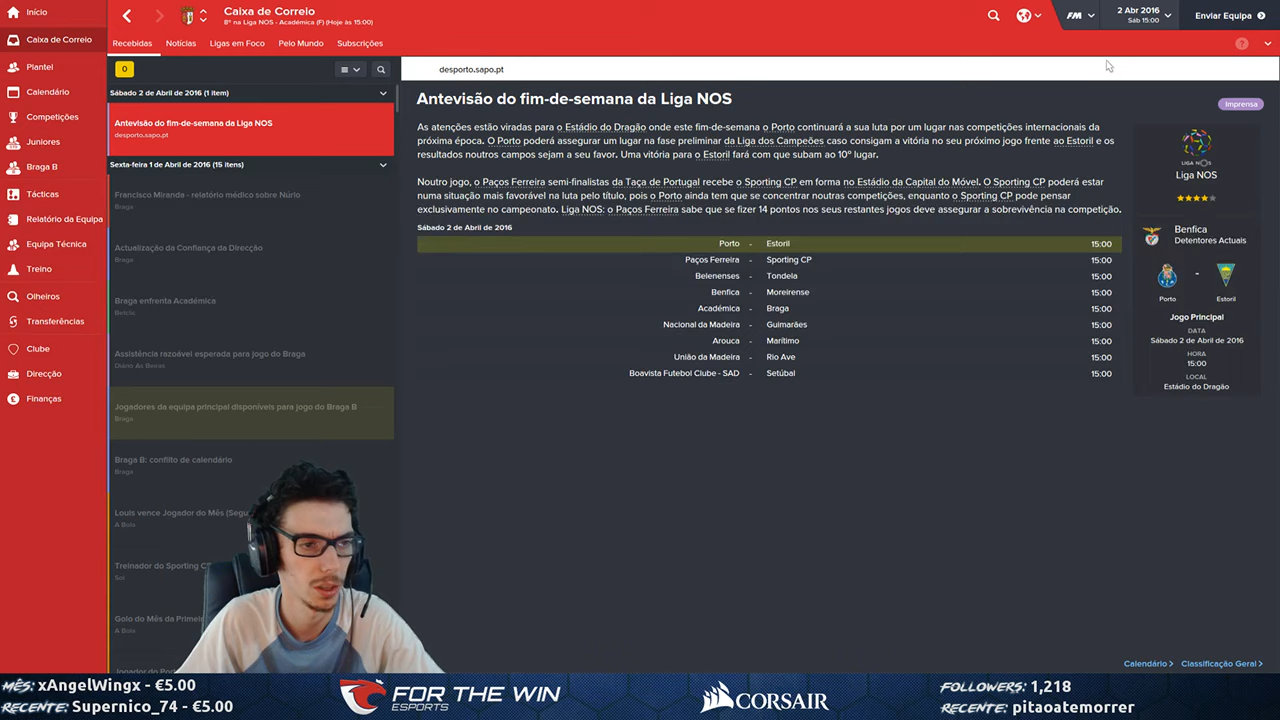 Início
Caixa de Correio
8º na Liga NOS - Académica (F) (Hoje às 15:00)
FM
2 Abr 2016
Sáb 15:00
Enviar Equipa
Caixa de Correio
Recebidas
Notícias
Ligas em Foco
Pelo Mundo
Subscrições
?
Plantel
Calendário
Competições
Juniores
Braga B
Tácticas
Relatório da Equipa
Equipa Técnica
Treino
Olheiros
Transferências
Clube
Direcção
Finanças
0
Sábado 2 de Abril de 2016 (1 item)
Antevisão do fim-de-semana da Liga NOS
desporto.sapo.pt
Sexta-feira 1 de Abril de 2016 (15 itens)
Francisco Miranda - relatório médico sobre Núrio
Braga
Actualização da Confiança da Direcção
Braga
Braga enfrenta Académica
Betclic
Assistência razoável esperada para jogo do Braga
Diário As Beiras
Jogadores da equipa principal disponíveis para jogo do Braga B
Braga
Braga B: conflito de calendário
Braga
Louis vence Jogador do Mês (Segu
A Bola
Treinador do Sporting CP
Sol
Golo do Mês da Primei
A Bola
Jogador do Por
desporto.sapo.pt
Antevisão do fim-de-semana da Liga NOS
Imprensa
As atenções estão viradas para o Estádio do Dragão onde este fim-de-semana o Porto continuará a sua luta por um lugar nas competições internacionais da
próxima época. O Porto poderá assegurar um lugar na fase preliminar da Liga dos Campeões caso consigam a vitória no seu próximo jogo frente ao Estoril e os
resultados noutros campos sejam a seu favor. Uma vitória para o Estoril fará com que subam ao 10º lugar.
Noutro jogo, o Paços Ferreira semi-finalistas da Taça de Portugal recebe o Sporting CP em forma no Estádio da Capital do Móvel. O Sporting CP poderá estar
numa situação mais favorável na luta pelo título, pois o Porto ainda tem que se concentrar noutras competições, enquanto o Sporting CP pode pensar
exclusivamente no campeonato. Liga NOS: o Paços Ferreira sabe que se fizer 14 pontos nos seus restantes jogos deve assegurar a sobrevivência na competição.
Sábado 2 de Abril de 2016
Porto - Estoril 15:00
Paços Ferreira - Sporting CP 15:00
Belenenses - Tondela 15:00
Benfica - Moreirense 15:00
Académica - Braga 15:00
Nacional da Madeira - Guimarães 15:00
Arouca - Marítimo 15:00
União da Madeira - Rio Ave 15:00
Boavista Futebol Clube - SAD - Setúbal 15:00
LIGA NOS
Liga NOS
Benfica
Detentores Actuais
-
Porto
Estoril
Jogo Principal
DATA
Sábado 2 de Abril de 2016
HORA
15:00
LOCAL
Estádio do Dragão
Calendário
Classificação Geral
MÊS: xAngelWingx - €5.00
RECENTE: Supernico_74 - €5.00
FOR THE WIN
ESPORTS
CORSAIR
FOLLOWERS: 1,218
RECENTE: pitaoatemorrer